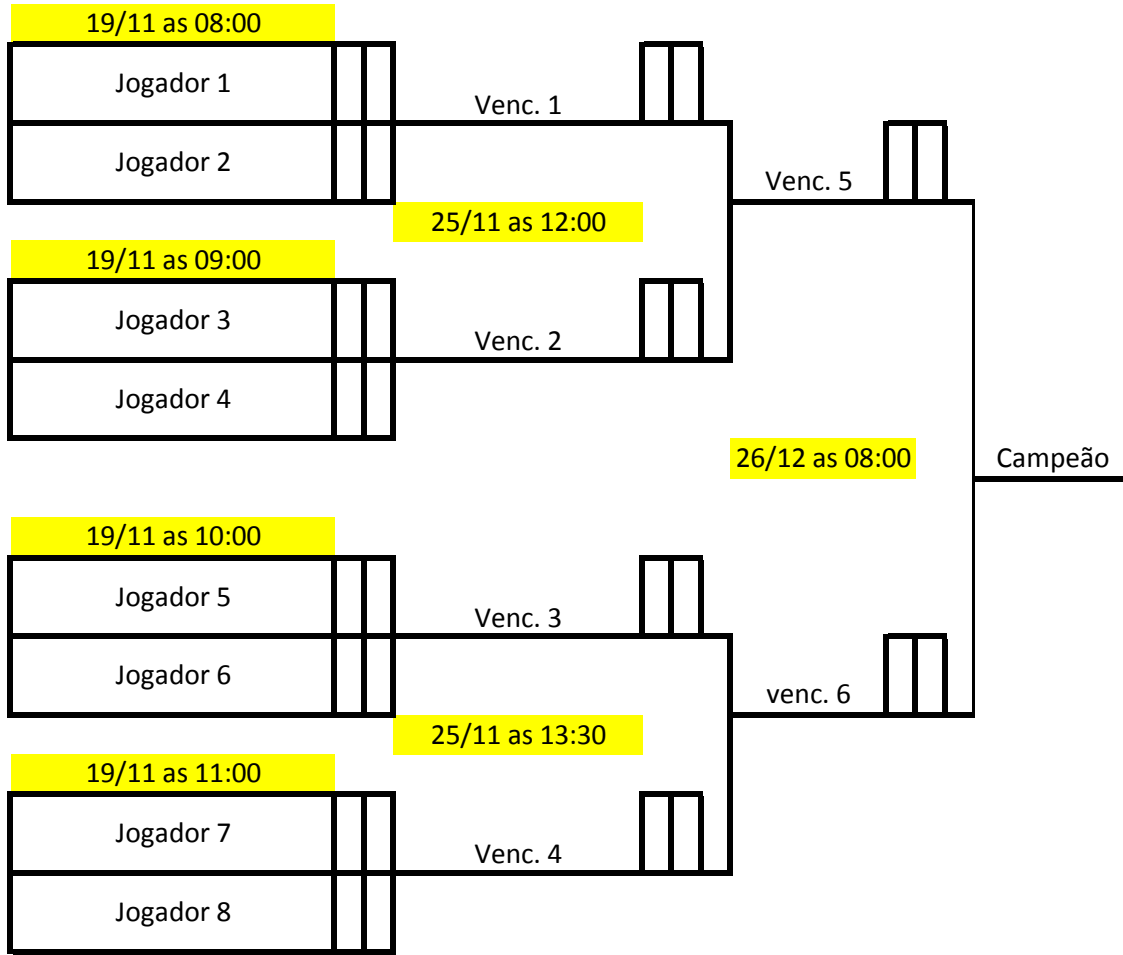 19/11 as 08:00
Jogador 1
Venc. 1
Jogador 2
Venc. 5
25/11 as 12:00
19/11 as 09:00
Jogador 3
Venc. 2
Jogador 4
26/12 as 08:00
Campeão
19/11 as 10:00
Jogador 5
Venc. 3
Jogador 6
venc. 6
25/11 as 13:30
19/11 as 11:00
Jogador 7
Venc. 4
Jogador 8